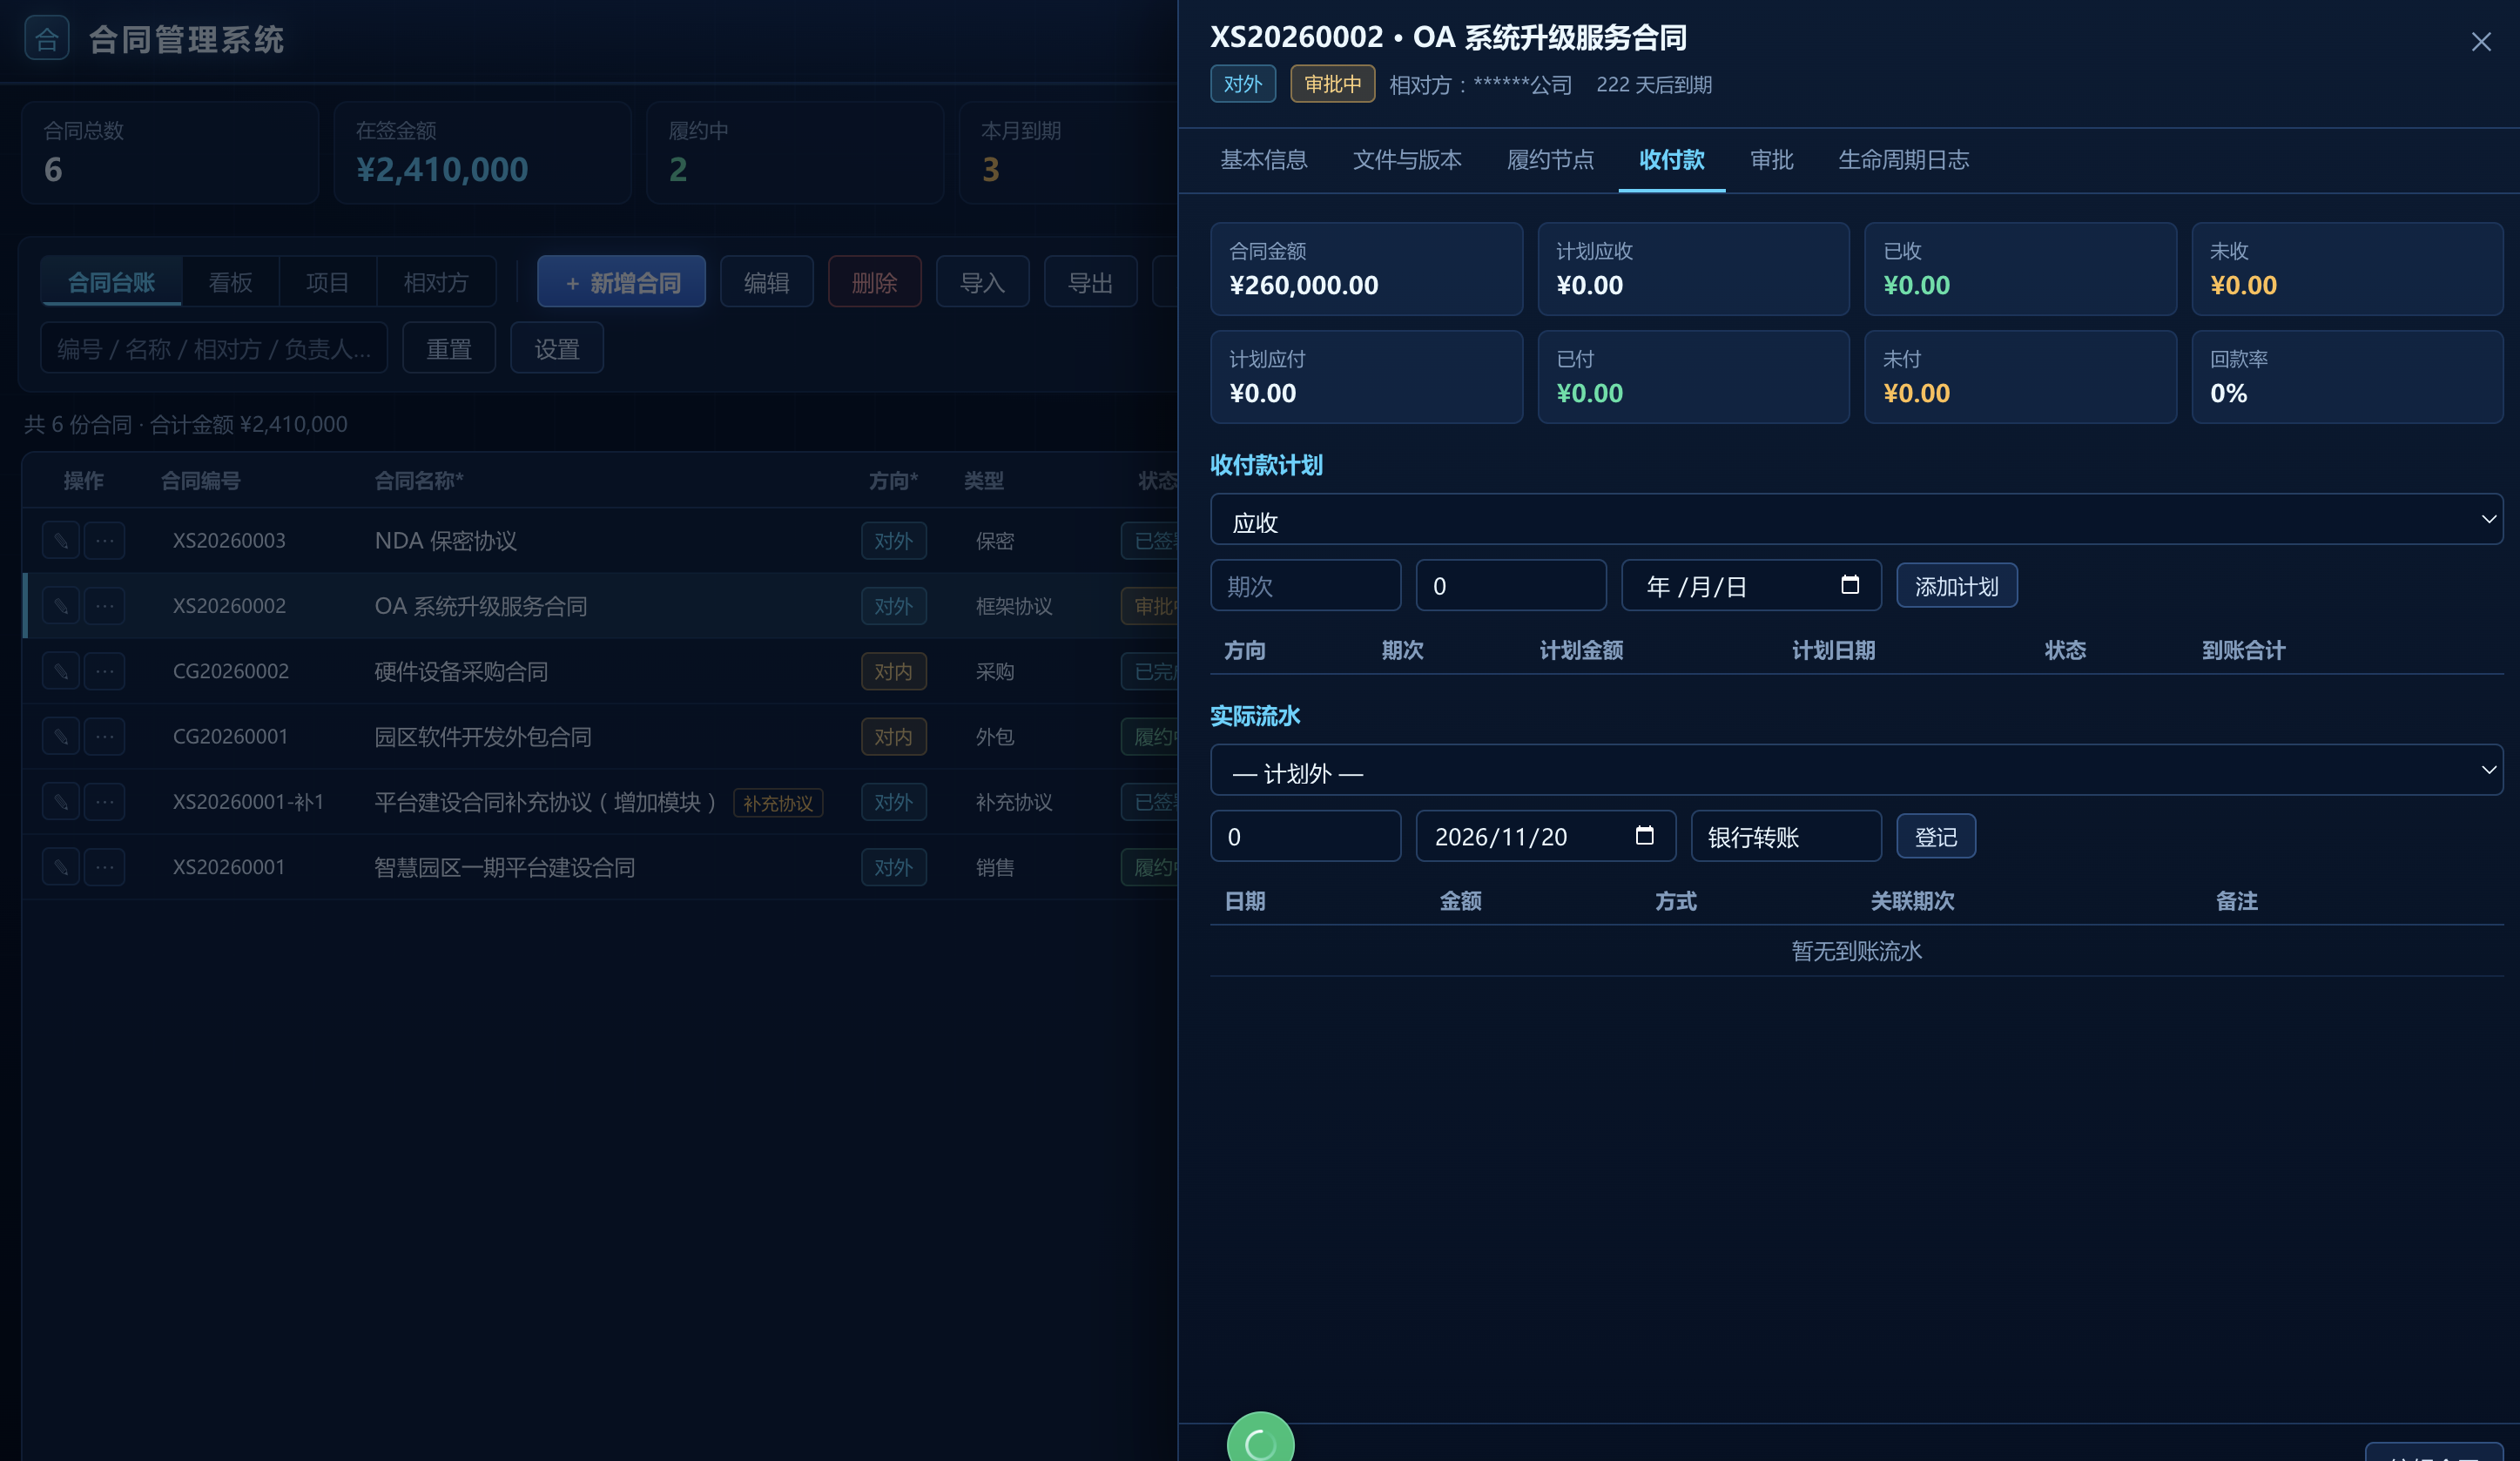 合 合同管理系统
合同总数 在签金额 履约中 本月到期
6 ¥2,410,000 2 3
合同台账 看板 项目 相对方 + 新增合同 编辑 删除 导入 导出
编号 / 名称 / 相对方 / 负责人... 重置 设置
共 6 份合同 · 合计金额 ¥2,410,000
操作 合同编号 合同名称* 方向* 类型 状态
XS20260003 NDA 保密协议 对外 保密 已签
XS20260002 OA 系统升级服务合同 对外 框架协议 审批中
CG20260002 硬件设备采购合同 对内 采购 已完
CG20260001 园区软件开发外包合同 对内 外包 履约中
XS20260001-补1 平台建设合同补充协议（增加模块） 补充协议 对外 补充协议 已签
XS20260001 智慧园区一期平台建设合同 对外 销售 履约中
XS20260002 • OA 系统升级服务合同
对外 审批中 相对方：******公司 222 天后到期
基本信息 文件与版本 履约节点 收付款 审批 生命周期日志
合同金额 计划应收 已收 未收
¥260,000.00 ¥0.00 ¥0.00 ¥0.00
计划应付 已付 未付 回款率
¥0.00 ¥0.00 ¥0.00 0%
收付款计划
应收
期次 0 年 /月/日 添加计划
方向 期次 计划金额 计划日期 状态 到账合计
实际流水
— 计划外 —
0 2026/11/20 银行转账 登记
日期 金额 方式 关联期次 备注
暂无到账流水